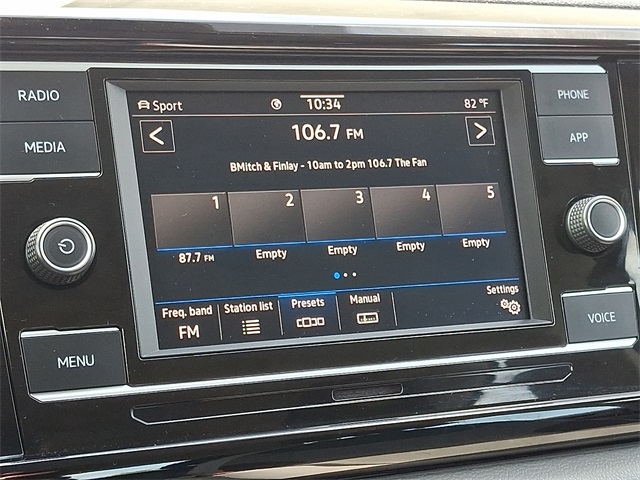 RADIO
MEDIA
MENU
PHONE
APP
VOICE
Sport 10:34 82 °F
< 106.7 FM >
BMitch & Finlay - 10am to 2pm 106.7 The Fan
1 2 3 4 5
87.7 FM Empty Empty Empty Empty
Freq. band Station list Presets Manual Settings
FM